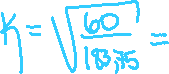 K = √(60/183,75) =